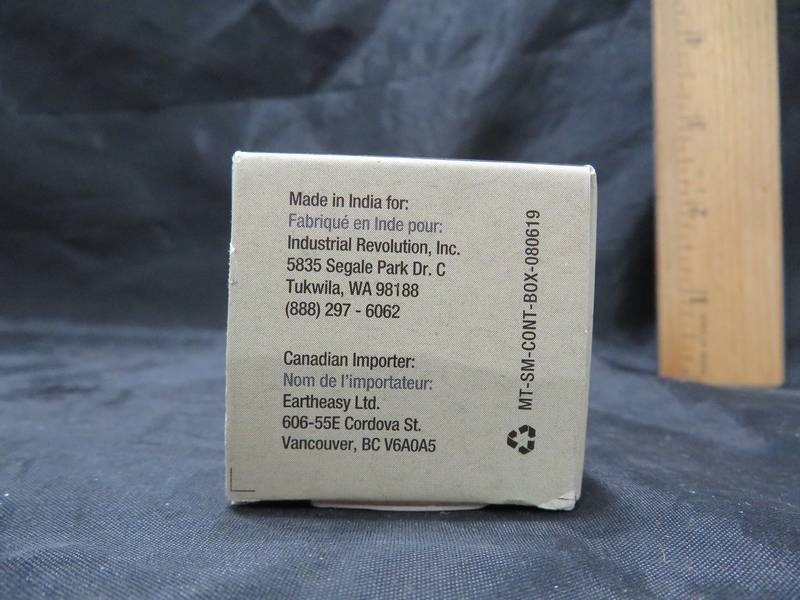 Made in India for:
Fabriqué en Inde pour:
Industrial Revolution, Inc.
5835 Segale Park Dr. C
Tukwila, WA 98188
(888) 297 - 6062
Canadian Importer:
Nom de l'importateur:
Eartheasy Ltd.
606-55E Cordova St.
Vancouver, BC V6A0A5
MT-SM-CONT-BOX-080619